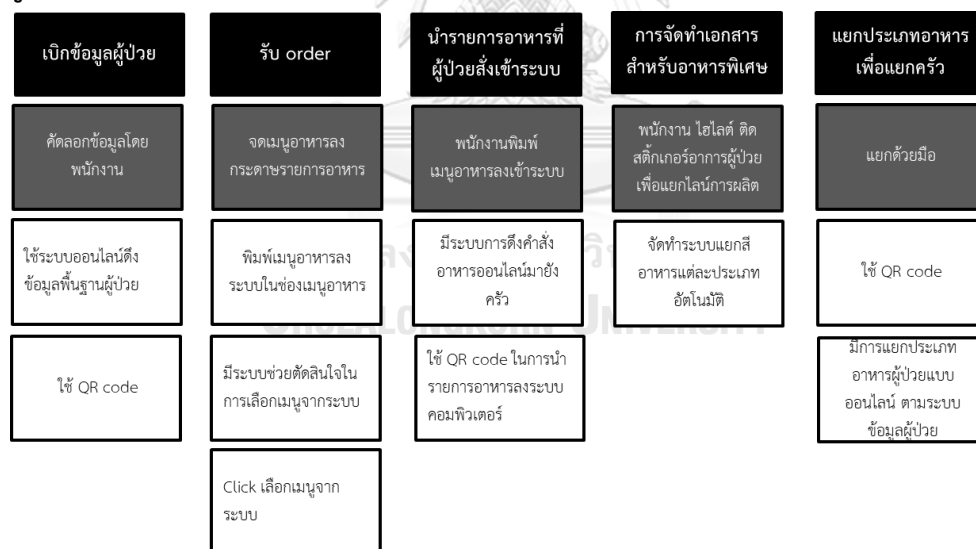 เบิกข้อมูลผู้ป่วย
รับ order
นำรายการอาหารที่
ผู้ป่วยสั่งเข้าระบบ
การจัดทำเอกสาร
สำหรับอาหารพิเศษ
แยกประเภทอาหาร
เพื่อแยกครัว
คัดลอกข้อมูลโดย
พนักงาน
จดเมนูอาหารลง
กระดาษรายการอาหาร
พนักงานพิมพ์
เมนูอาหารลงเข้าระบบ
พนักงาน ไฮไลต์ ติด
สติ๊กเกอร์อาการผู้ป่วย
เพื่อแยกไลน์การผลิต
แยกด้วยมือ
ใช้ระบบออนไลน์ดึง
ข้อมูลพื้นฐานผู้ป่วย
พิมพ์เมนูอาหารลง
ระบบในช่องเมนูอาหาร
มีระบบการดึงคำสั่ง
อาหารออนไลน์มายัง
ครัว
จัดทำระบบแยกสี
อาหารแต่ละประเภท
อัตโนมัติ
ใช้ QR code
ใช้ QR code
มีระบบช่วยตัดสินใจใน
การเลือกเมนูจากระบบ
ใช้ QR code ในการนำ
รายการอาหารลงระบบ
คอมพิวเตอร์
มีการแยกประเภท
อาหารผู้ป่วยแบบ
ออนไลน์ ตามระบบ
ข้อมูลผู้ป่วย
Click เลือกเมนูจาก
ระบบ